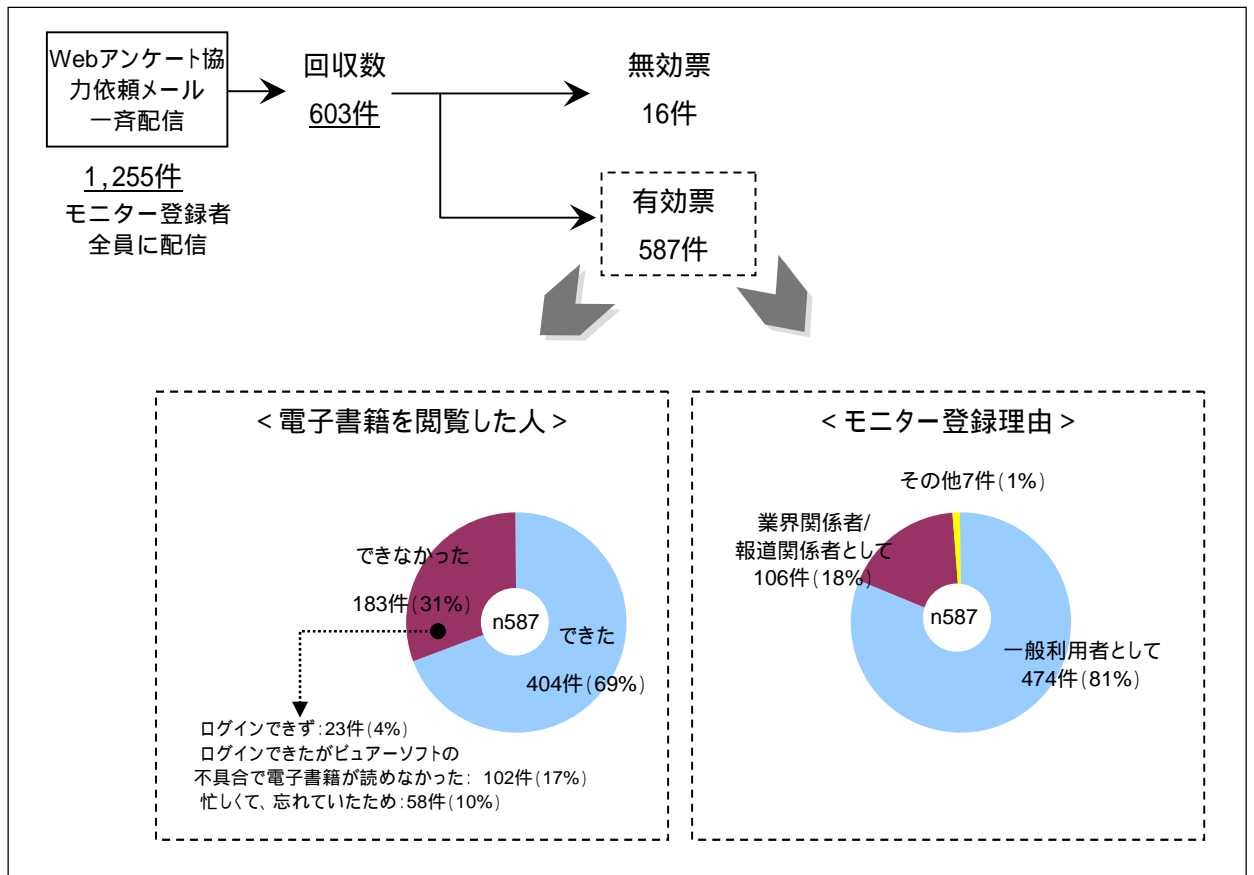 Webアンケート協
力依頼メール
一斉配信
1,255件
モニター登録者
全員に配信
回収数
603件
無効票
16件
有効票
587件
<電子書籍を閲覧した人>
できなかった
183件(31%)
n587
できた
404件(69%)
ログインできず:23件(4%)
ログインできたがビュアーソフトの
不具合で電子書籍が読めなかった: 102件(17%)
忙しくて、忘れていたため:58件(10%)
<モニター登録理由>
その他7件(1%)
業界関係者/
報道関係者として
106件(18%)
n587
一般利用者として
474件(81%)